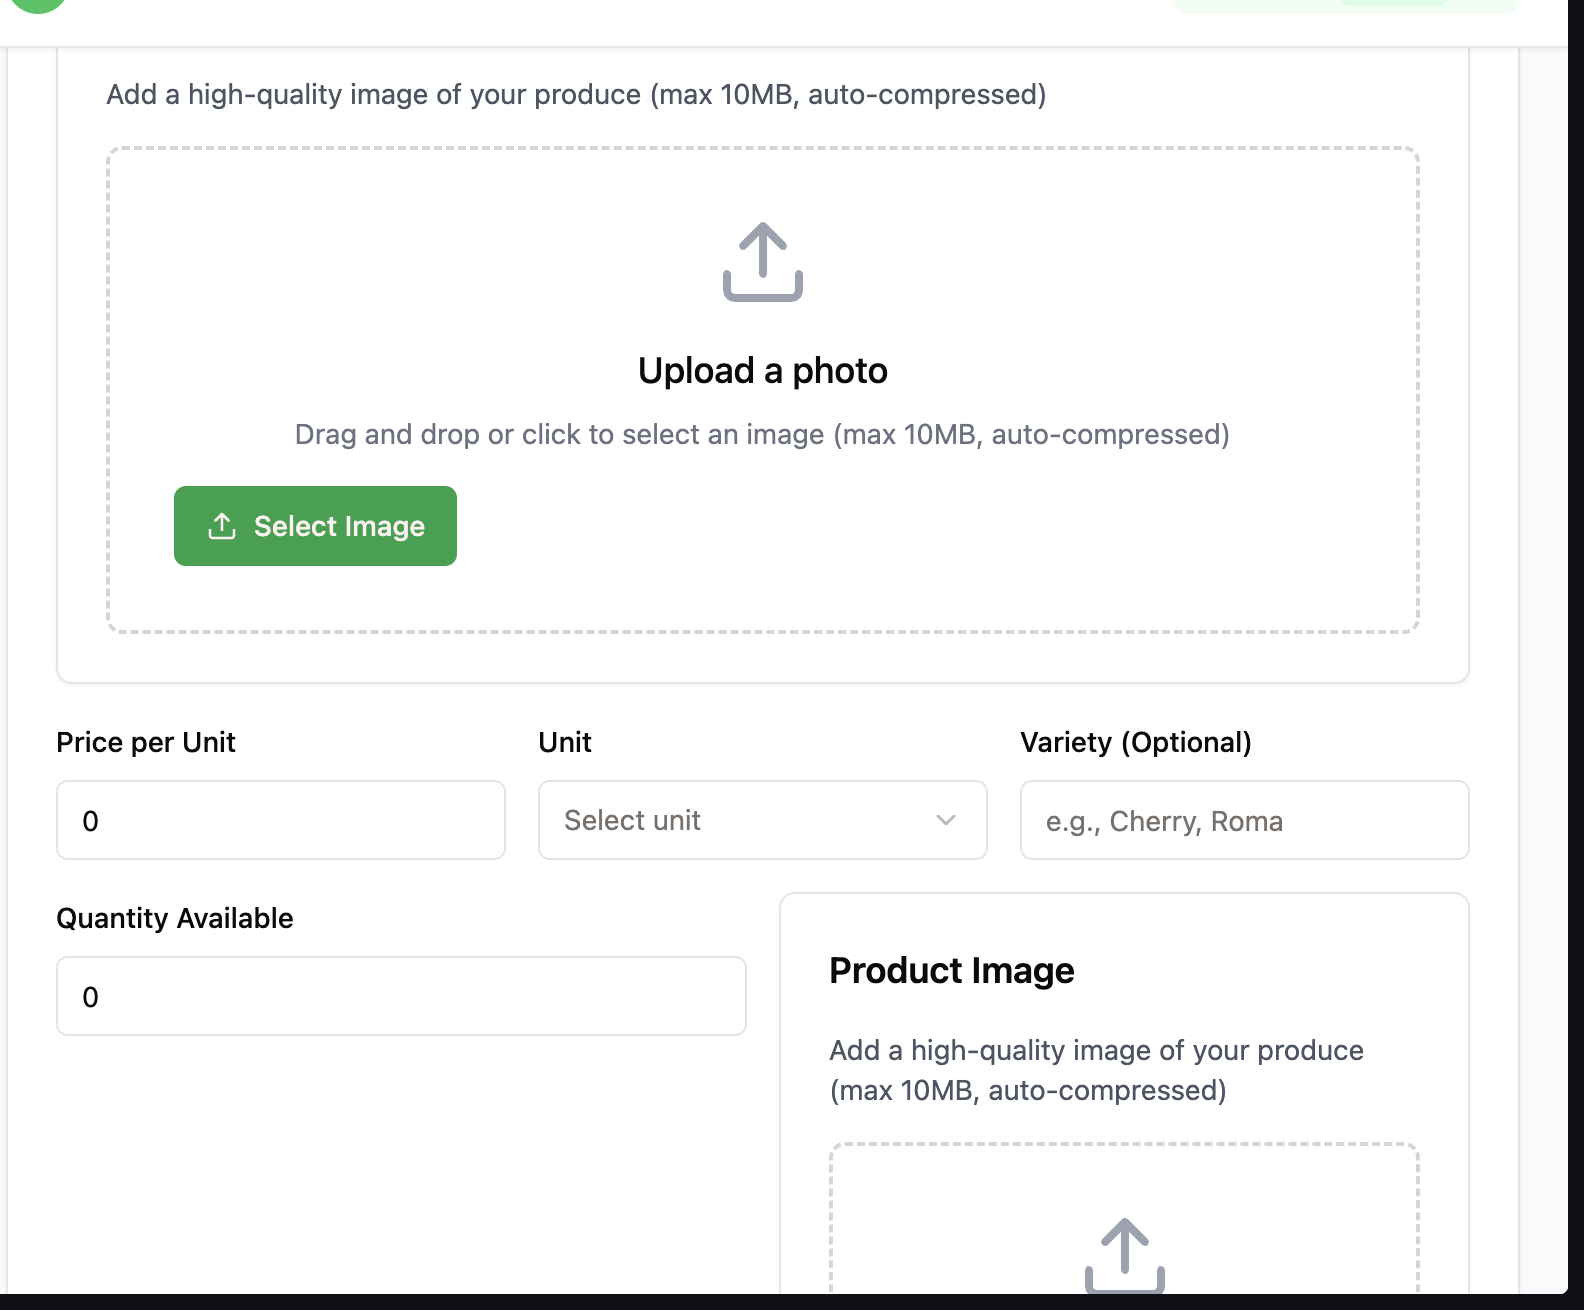 Add a high-quality image of your produce (max 10MB, auto-compressed)
Upload a photo
Drag and drop or click to select an image (max 10MB, auto-compressed)
Select Image
Price per Unit
Unit
Variety (Optional)
0
Select unit
e.g., Cherry, Roma
Quantity Available
0
Product Image
Add a high-quality image of your produce
(max 10MB, auto-compressed)